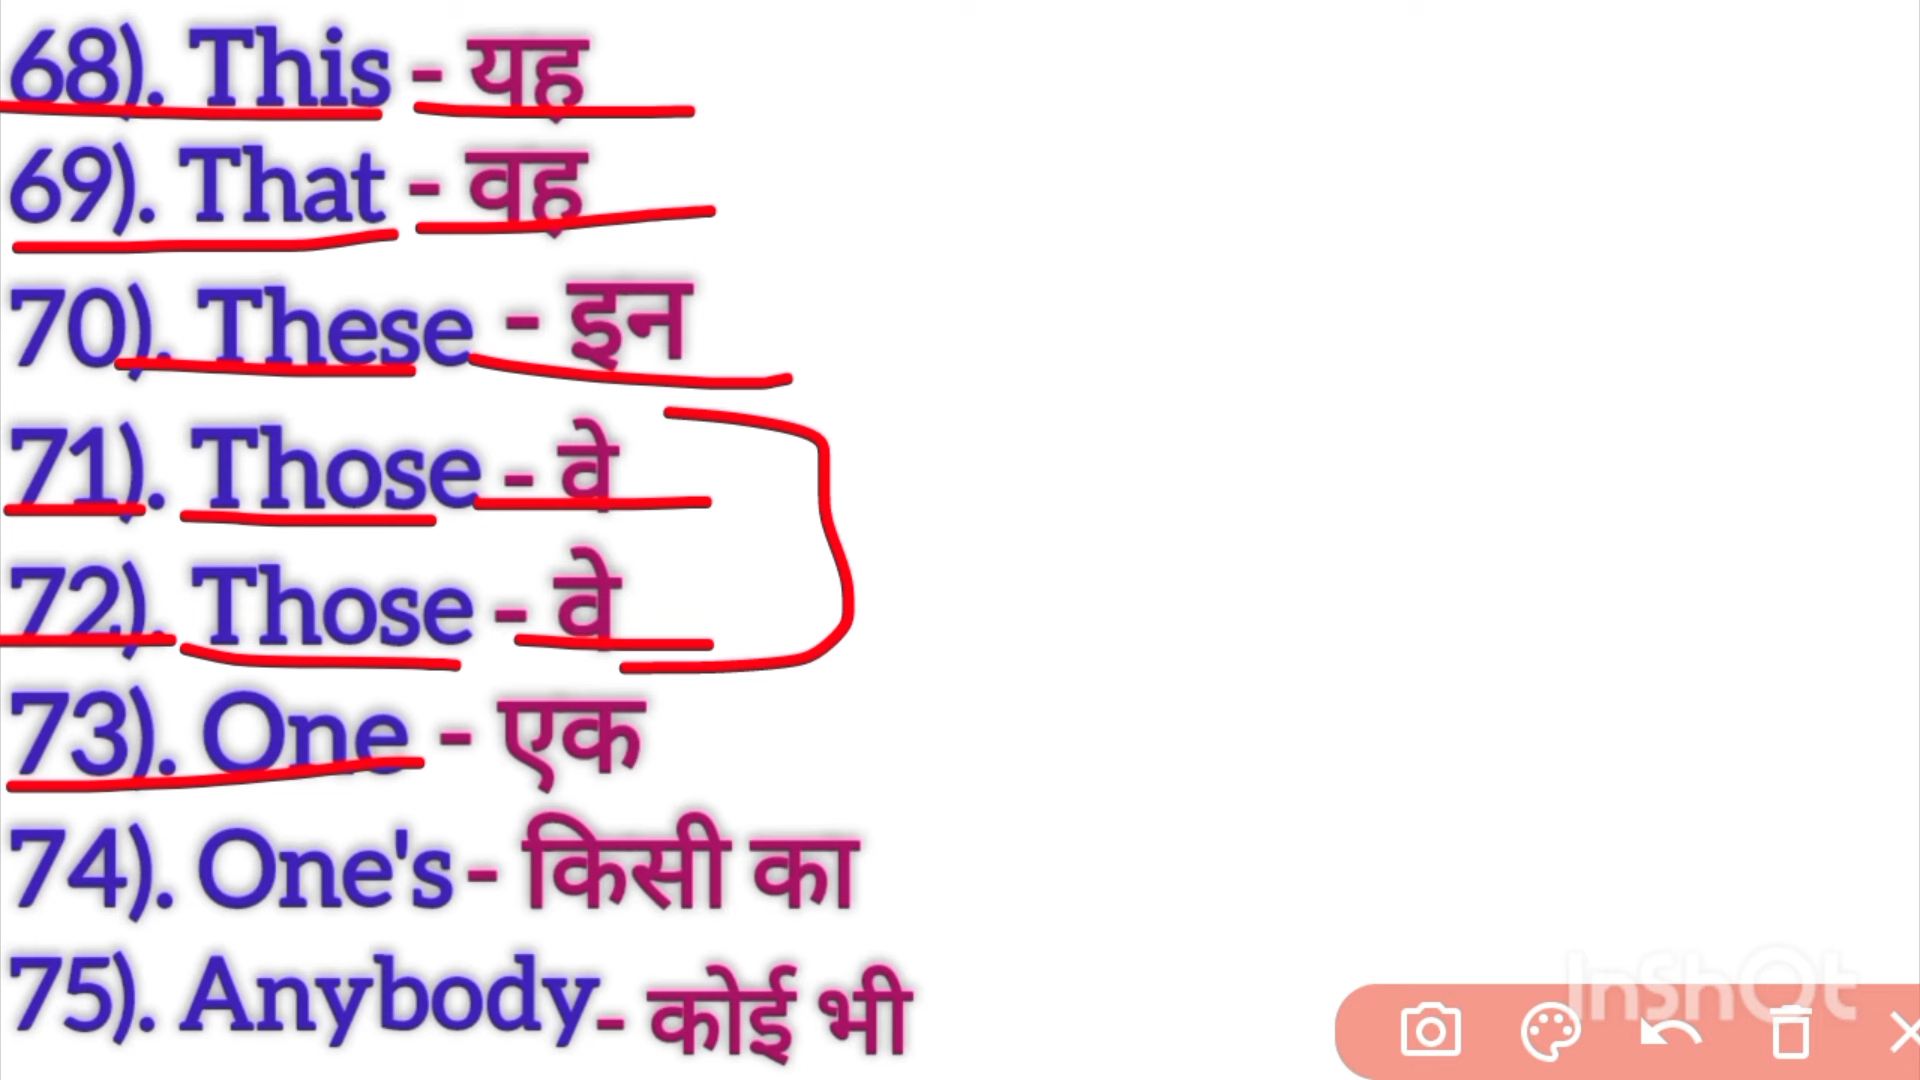 68). This - यह
69). That - वह
70). These - इन
71). Those - वे
72). Those - वे
73). One - एक
74). One's - किसी का
75). Anybody - कोई भी
InShOt